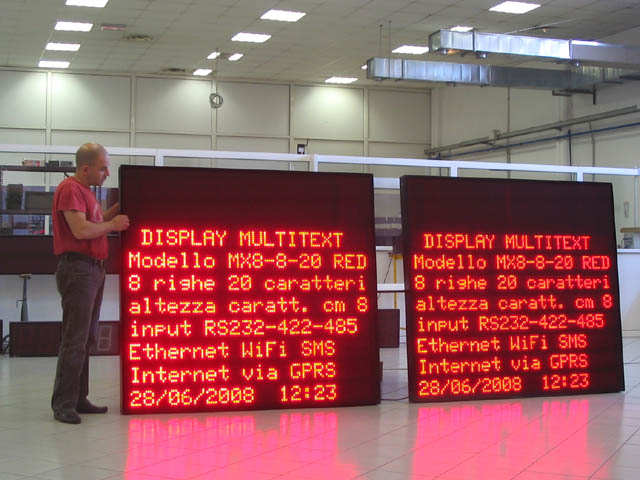 DISPLAY MULTITEXT
Modello MX8-8-20 RED
8 righe 20 caratteri
altezza caratt. cm 8
input RS232-422-485
Ethernet WiFi SMS
Internet via GPRS
28/06/2008 12:23
DISPLAY MULTITEXT
Modello MX8-8-20 RED
8 righe 20 caratteri
altezza caratt. cm 8
input RS232-422-485
Ethernet WiFi SMS
Internet via GPRS
28/06/2008 12:23